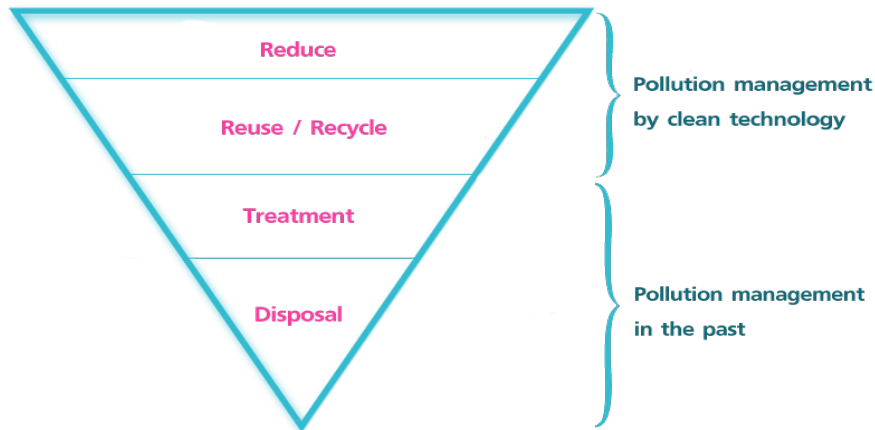 Reduce
Reuse / Recycle
Treatment
Disposal
Pollution management
by clean technology
Pollution management
in the past